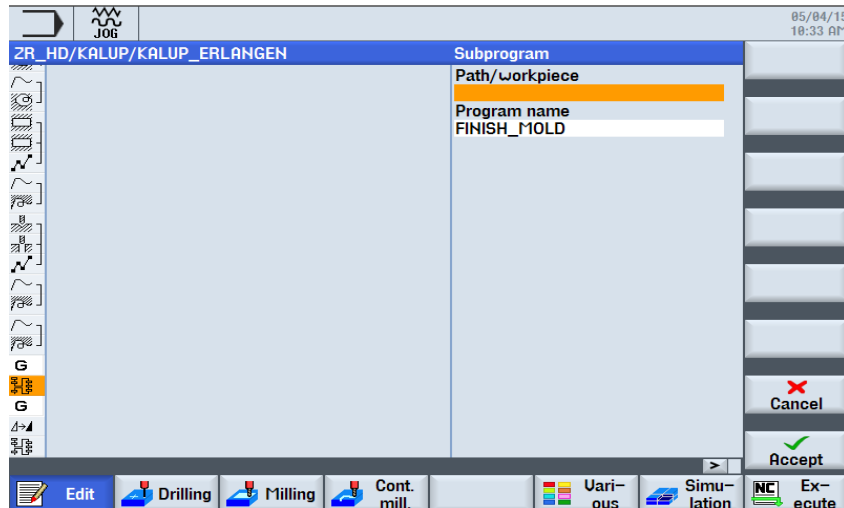 JOG
05/04/15
10:33 AM
ZR_HD/KALUP/KALUP_ERLANGEN
Subprogram
Path/workpiece
Program name
FINISH_MOLD
G
G
Cancel
Accept
>
Edit
Drilling
Milling
Cont.
mill.
Vari-
ous
Simu-
lation
NC
Ex-
ecute